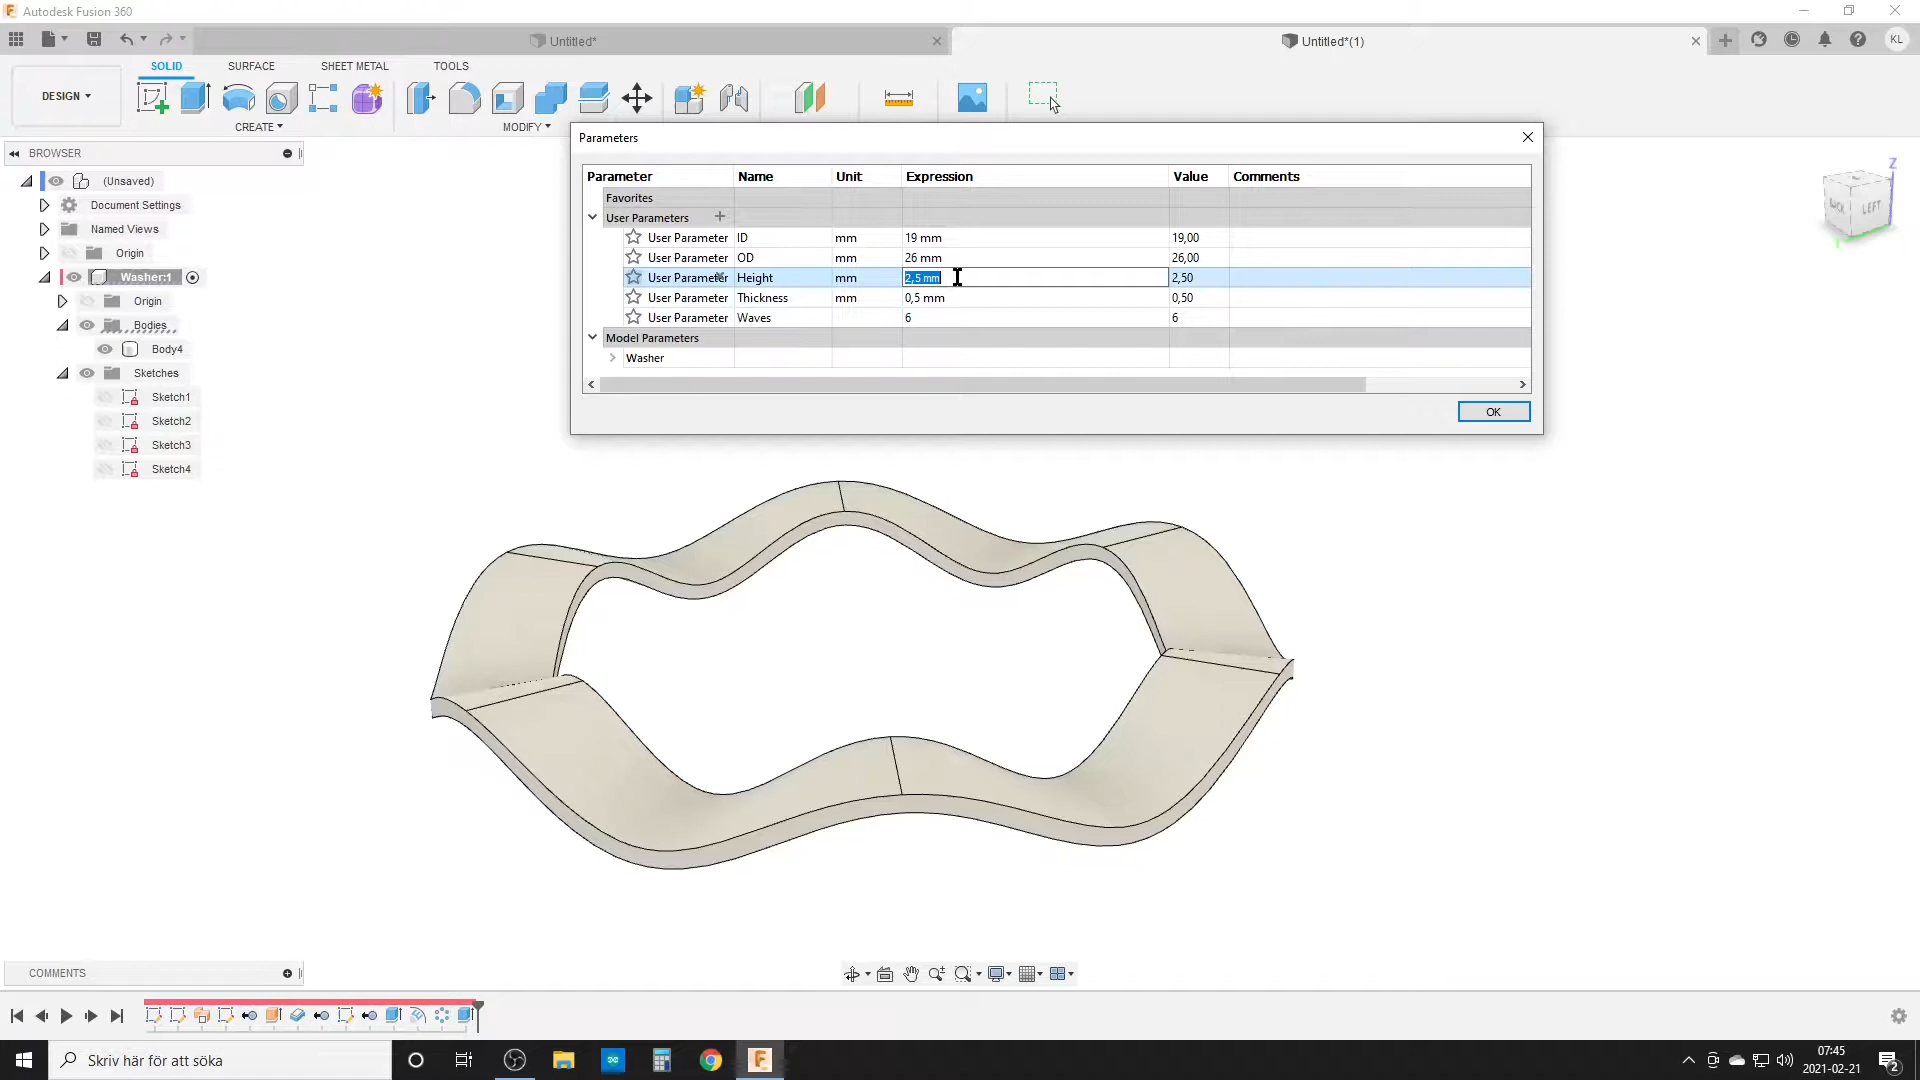 Autodesk Fusion 360
Untitled*
Untitled*(1)
KL
DESIGN
SOLID
SURFACE
SHEET METAL
TOOLS
CREATE
MODIFY
BROWSER
(Unsaved)
Document Settings
Named Views
Origin
Washer:1
Origin
Bodies
Body4
Sketches
Sketch1
Sketch2
Sketch3
Sketch4
Parameters
Parameter Name Unit Expression Value Comments
Favorites
User Parameters
User Parameter ID mm 19 mm 19,00
User Parameter OD mm 26 mm 26,00
User Parameter Height mm 2,5 mm 2,50
User Parameter Thickness mm 0,5 mm 0,50
User Parameter Waves 6 6
Model Parameters
Washer
OK
Z
BACK
LEFT
COMMENTS
Skriv här för att söka
07:45
2021-02-21
2